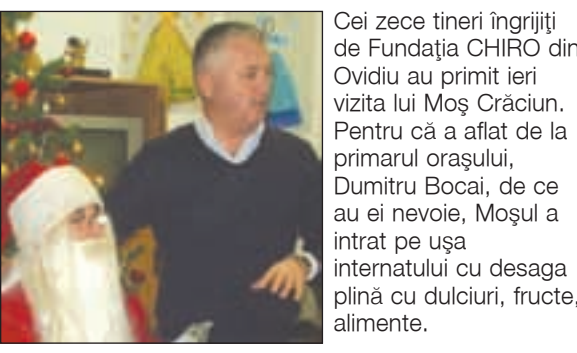 Cei zece tineri îngrijiţi
de Fundaţia CHIRO din
Ovidiu au primit ieri
vizita lui Moş Crăciun.
Pentru că a aflat de la
primarul oraşului,
Dumitru Bocai, de ce
au ei nevoie, Moşul a
intrat pe uşa
internatului cu desaga
plină cu dulciuri, fructe,
alimente.